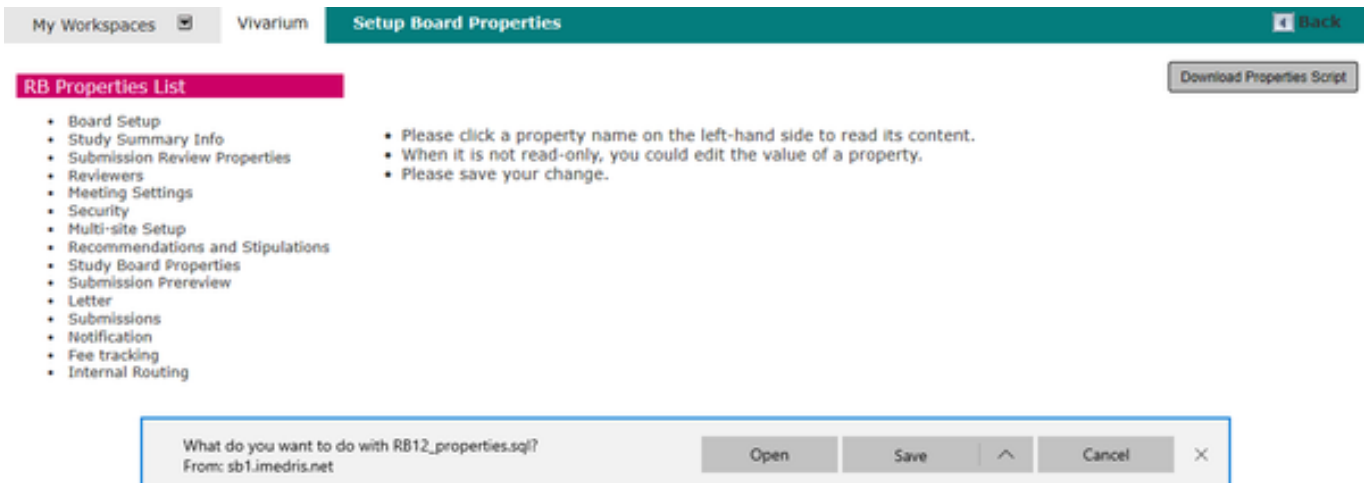 My Workspaces Vivarium Setup Board Properties Back
Download Properties Script
RB Properties List
• Board Setup
• Study Summary Info
• Submission Review Properties
• Reviewers
• Meeting Settings
• Security
• Multi-site Setup
• Recommendations and Stipulations
• Study Board Properties
• Submission Prereview
• Letter
• Submissions
• Notification
• Fee tracking
• Internal Routing
• Please click a property name on the left-hand side to read its content.
• When it is not read-only, you could edit the value of a property.
• Please save your change.
What do you want to do with RB12_properties.sql?
From: sb1.imedris.net
Open Save Cancel